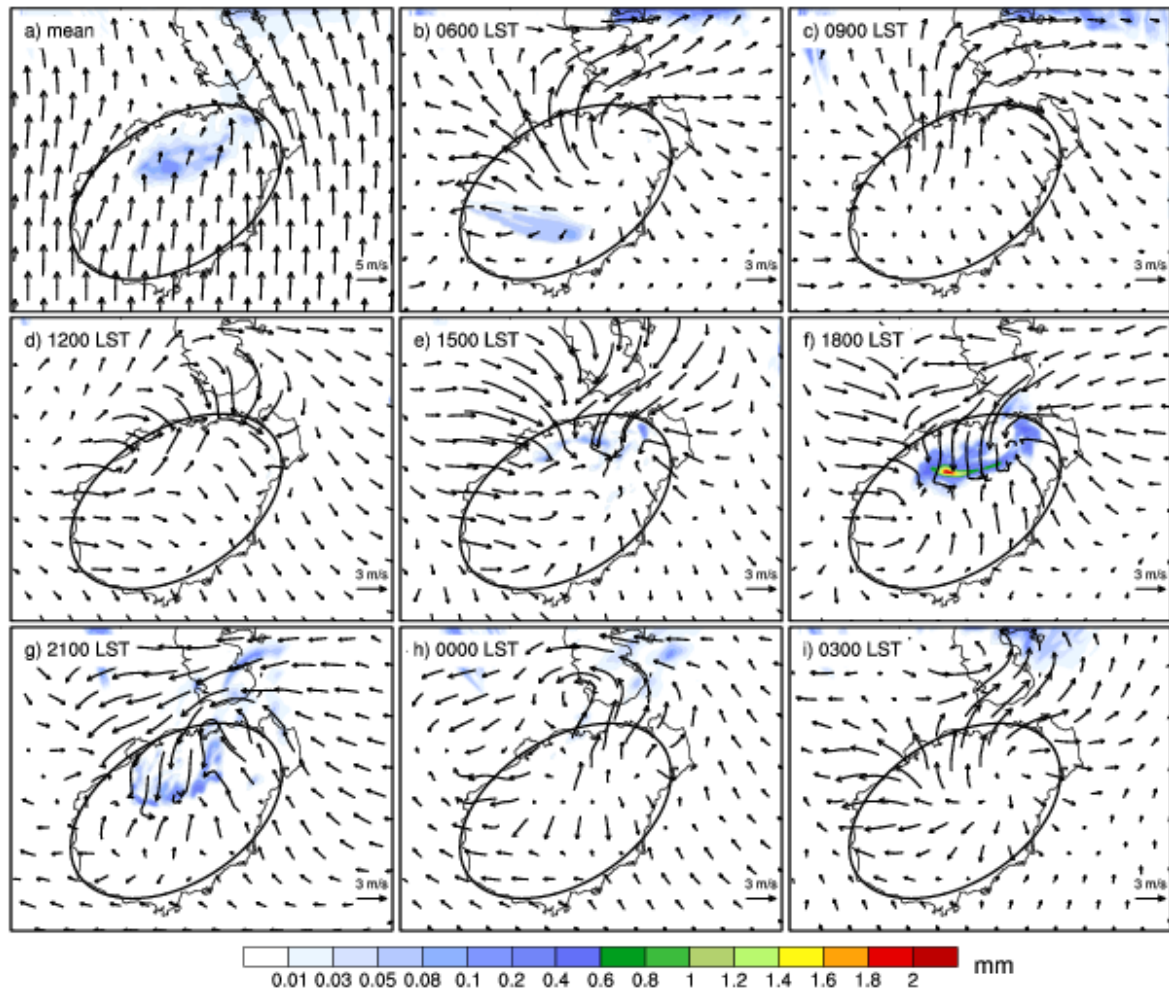 a) mean
5 m/s
b) 0600 LST
3 m/s
c) 0900 LST
3 m/s
d) 1200 LST
3 m/s
e) 1500 LST
3 m/s
f) 1800 LST
3 m/s
g) 2100 LST
3 m/s
h) 0000 LST
3 m/s
i) 0300 LST
3 m/s
0.01 0.03 0.05 0.08 0.1 0.2 0.4 0.6 0.8 1 1.2 1.4 1.6 1.8 2 mm